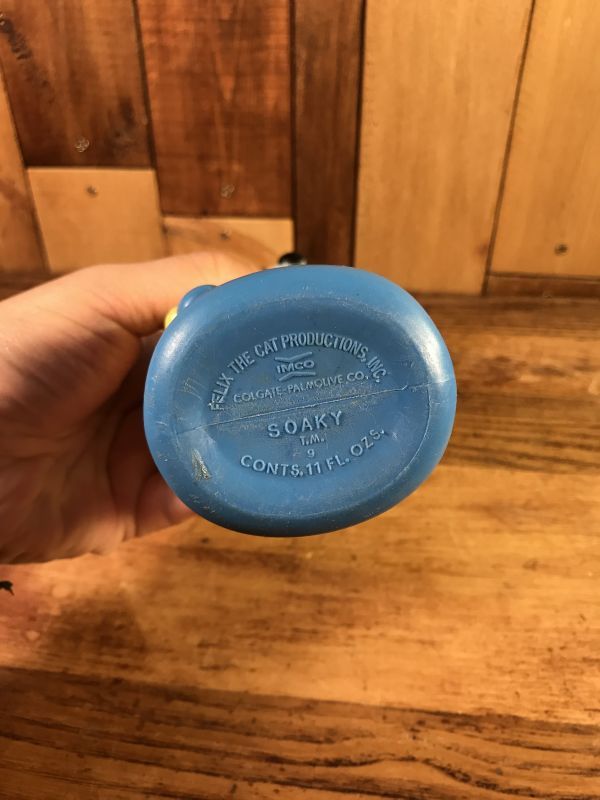 FELIX THE CAT PRODUCTIONS, INC.
IMCO
COLGATE-PALMOLIVE CO.
SOAKY
T.M.
9
CONTS. 11 FL. OZS.